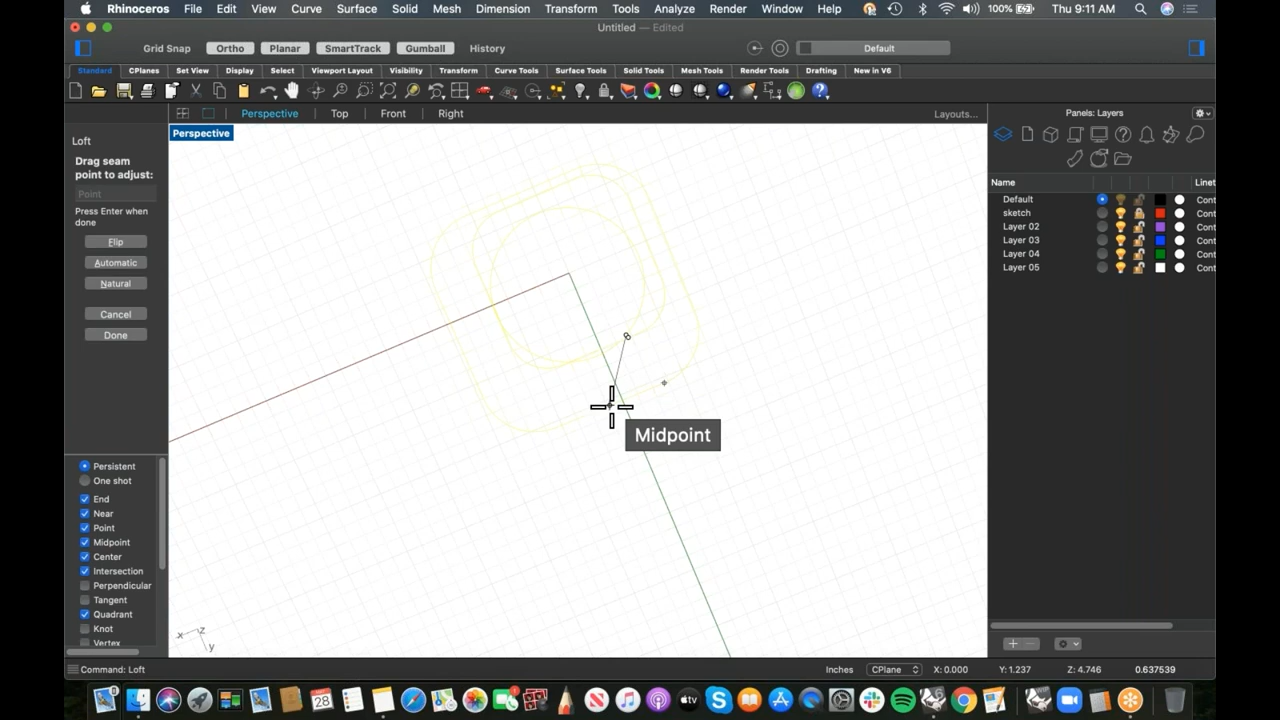 Rhinoceros File Edit View Curve Surface Solid Mesh Dimension Transform Tools Analyze Render Window Help 100% Thu 9:11 AM
Untitled — Edited
Grid Snap Ortho Planar SmartTrack Gumball History Default
Standard CPlanes Set View Display Select Viewport Layout Visibility Transform Curve Tools Surface Tools Solid Tools Mesh Tools Render Tools Drafting New in V6
Perspective Top Front Right Layouts... Panels: Layers
Perspective
Loft
Drag seam
point to adjust:
Point
Press Enter when
done
Flip
Automatic
Natural
Cancel
Done
Name Linet
Default Cont
sketch Cont
Layer 02 Cont
Layer 03 Cont
Layer 04 Cont
Layer 05 Cont
Midpoint
Persistent
One shot
End
Near
Point
Midpoint
Center
Intersection
Perpendicular
Tangent
Quadrant
Knot
Vertex
x z
y
Command: Loft Inches CPlane X: 0.000 Y: 1.237 Z: 4.746 0.637539
28